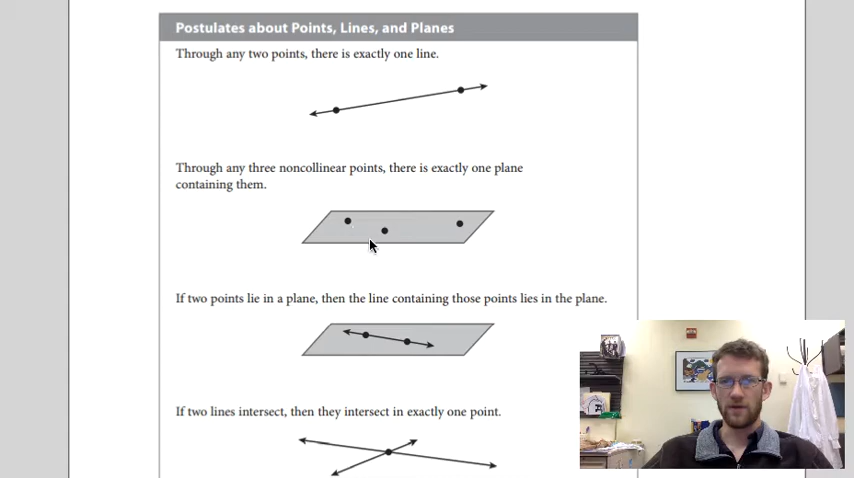 Postulates about Points, Lines, and Planes
Through any two points, there is exactly one line.
Through any three noncollinear points, there is exactly one plane
containing them.
If two points lie in a plane, then the line containing those points lies in the plane.
If two lines intersect, then they intersect in exactly one point.